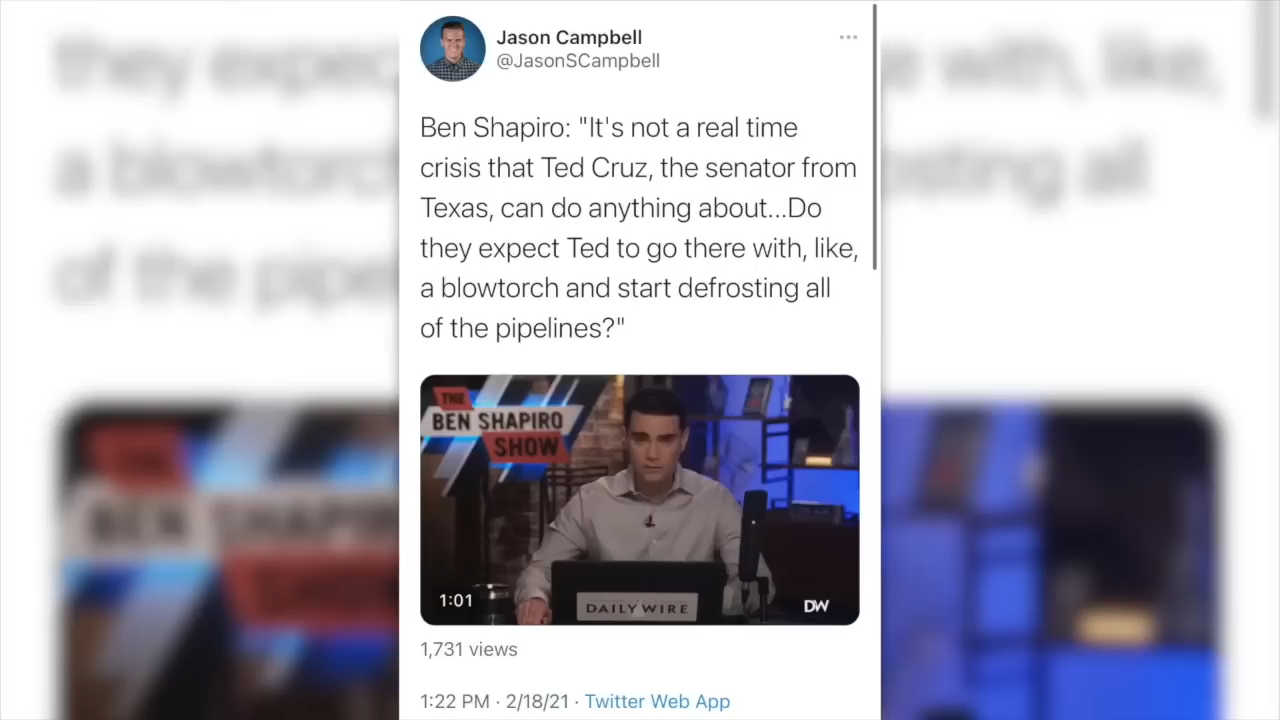 Jason Campbell
@JasonSCampbell
Ben Shapiro: "It's not a real time
crisis that Ted Cruz, the senator from
Texas, can do anything about...Do
they expect Ted to go there with, like,
a blowtorch and start defrosting all
of the pipelines?"
THE
BEN SHAPIRO
SHOW
DAILY WIRE
1:01
DW
1,731 views
1:22 PM · 2/18/21 · Twitter Web App